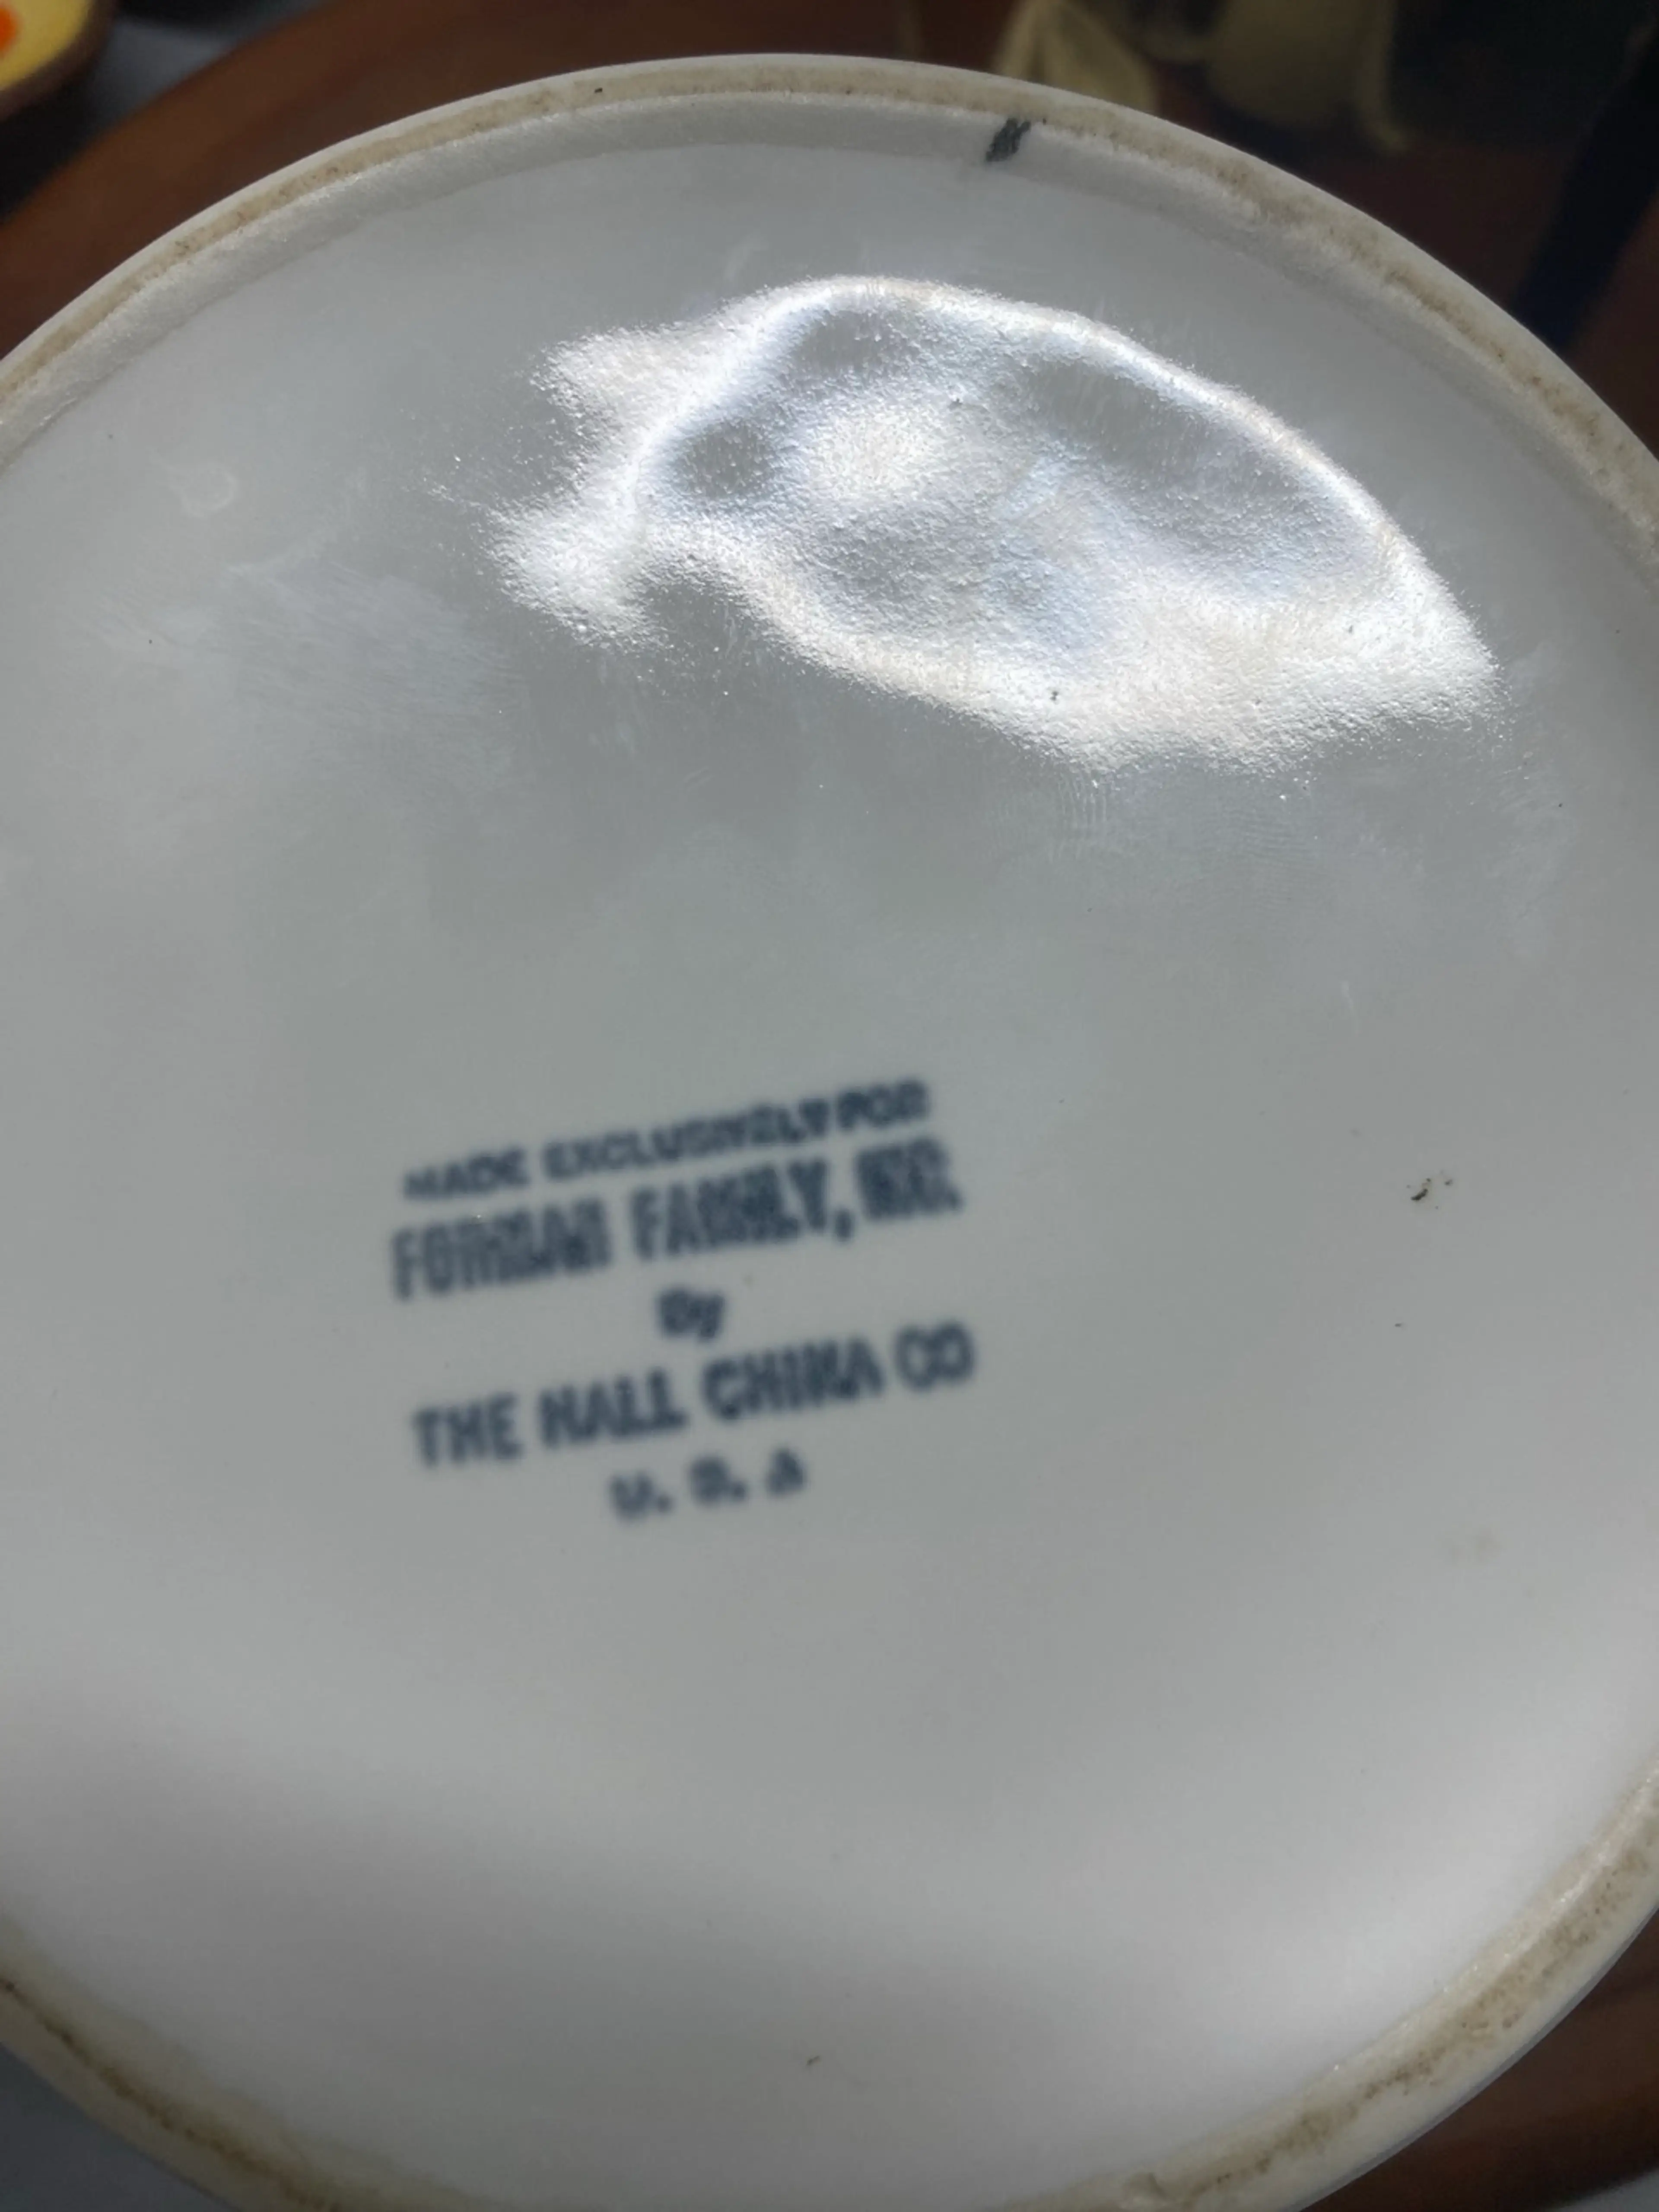 MADE EXCLUSIVELY FOR
FORMAN FAMILY, INC.
By
THE HALL CHINA CO
U. S. A